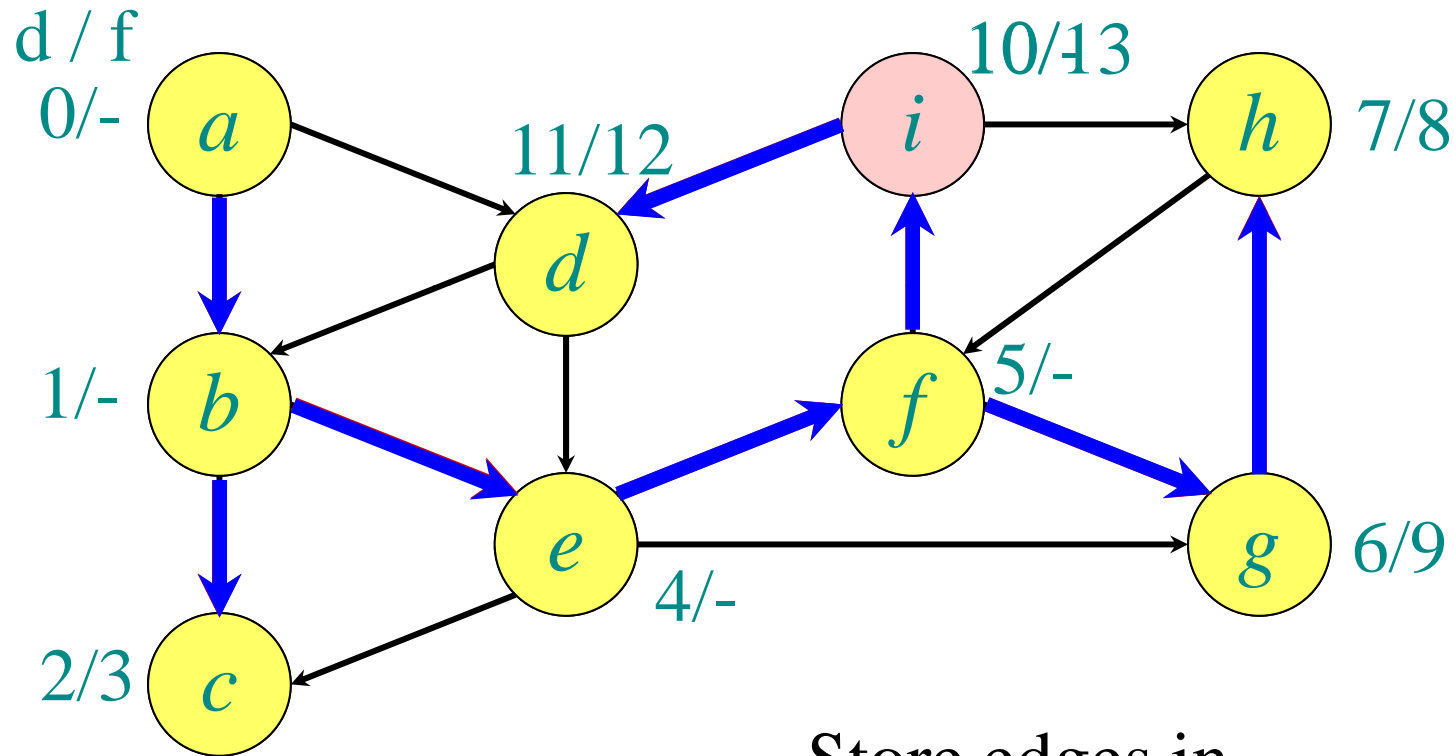 d / f
0/-
a
11/12
i
10/13
h
7/8
d
1/-
b
f
5/-
e
4/-
g
6/9
2/3
c
Store edges in